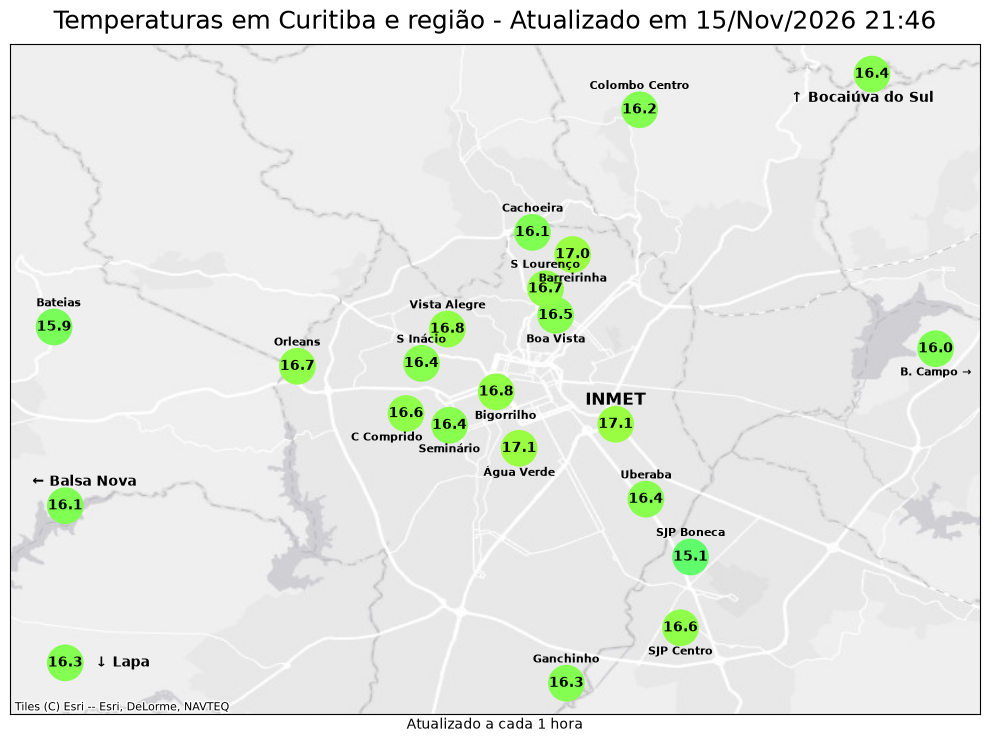 Temperaturas em Curitiba e região - Atualizado em 15/Nov/2026 21:46
16.4
↑ Bocaiúva do Sul
Colombo Centro
16.2
Cachoeira
16.1
17.0
S Lourenço
Barreirinha
16.7
16.5
Boa Vista
Bateias
15.9
Vista Alegre
16.8
S Inácio
16.4
Orleans
16.7
16.0
B. Campo →
16.8
Bigorrilho
INMET
17.1
16.6
C Comprido
16.4
Seminário
17.1
Água Verde
Uberaba
16.4
← Balsa Nova
16.1
SJP Boneca
15.1
16.6
SJP Centro
16.3 ↓ Lapa
Ganchinho
16.3
Tiles (C) Esri -- Esri, DeLorme, NAVTEQ
Atualizado a cada 1 hora